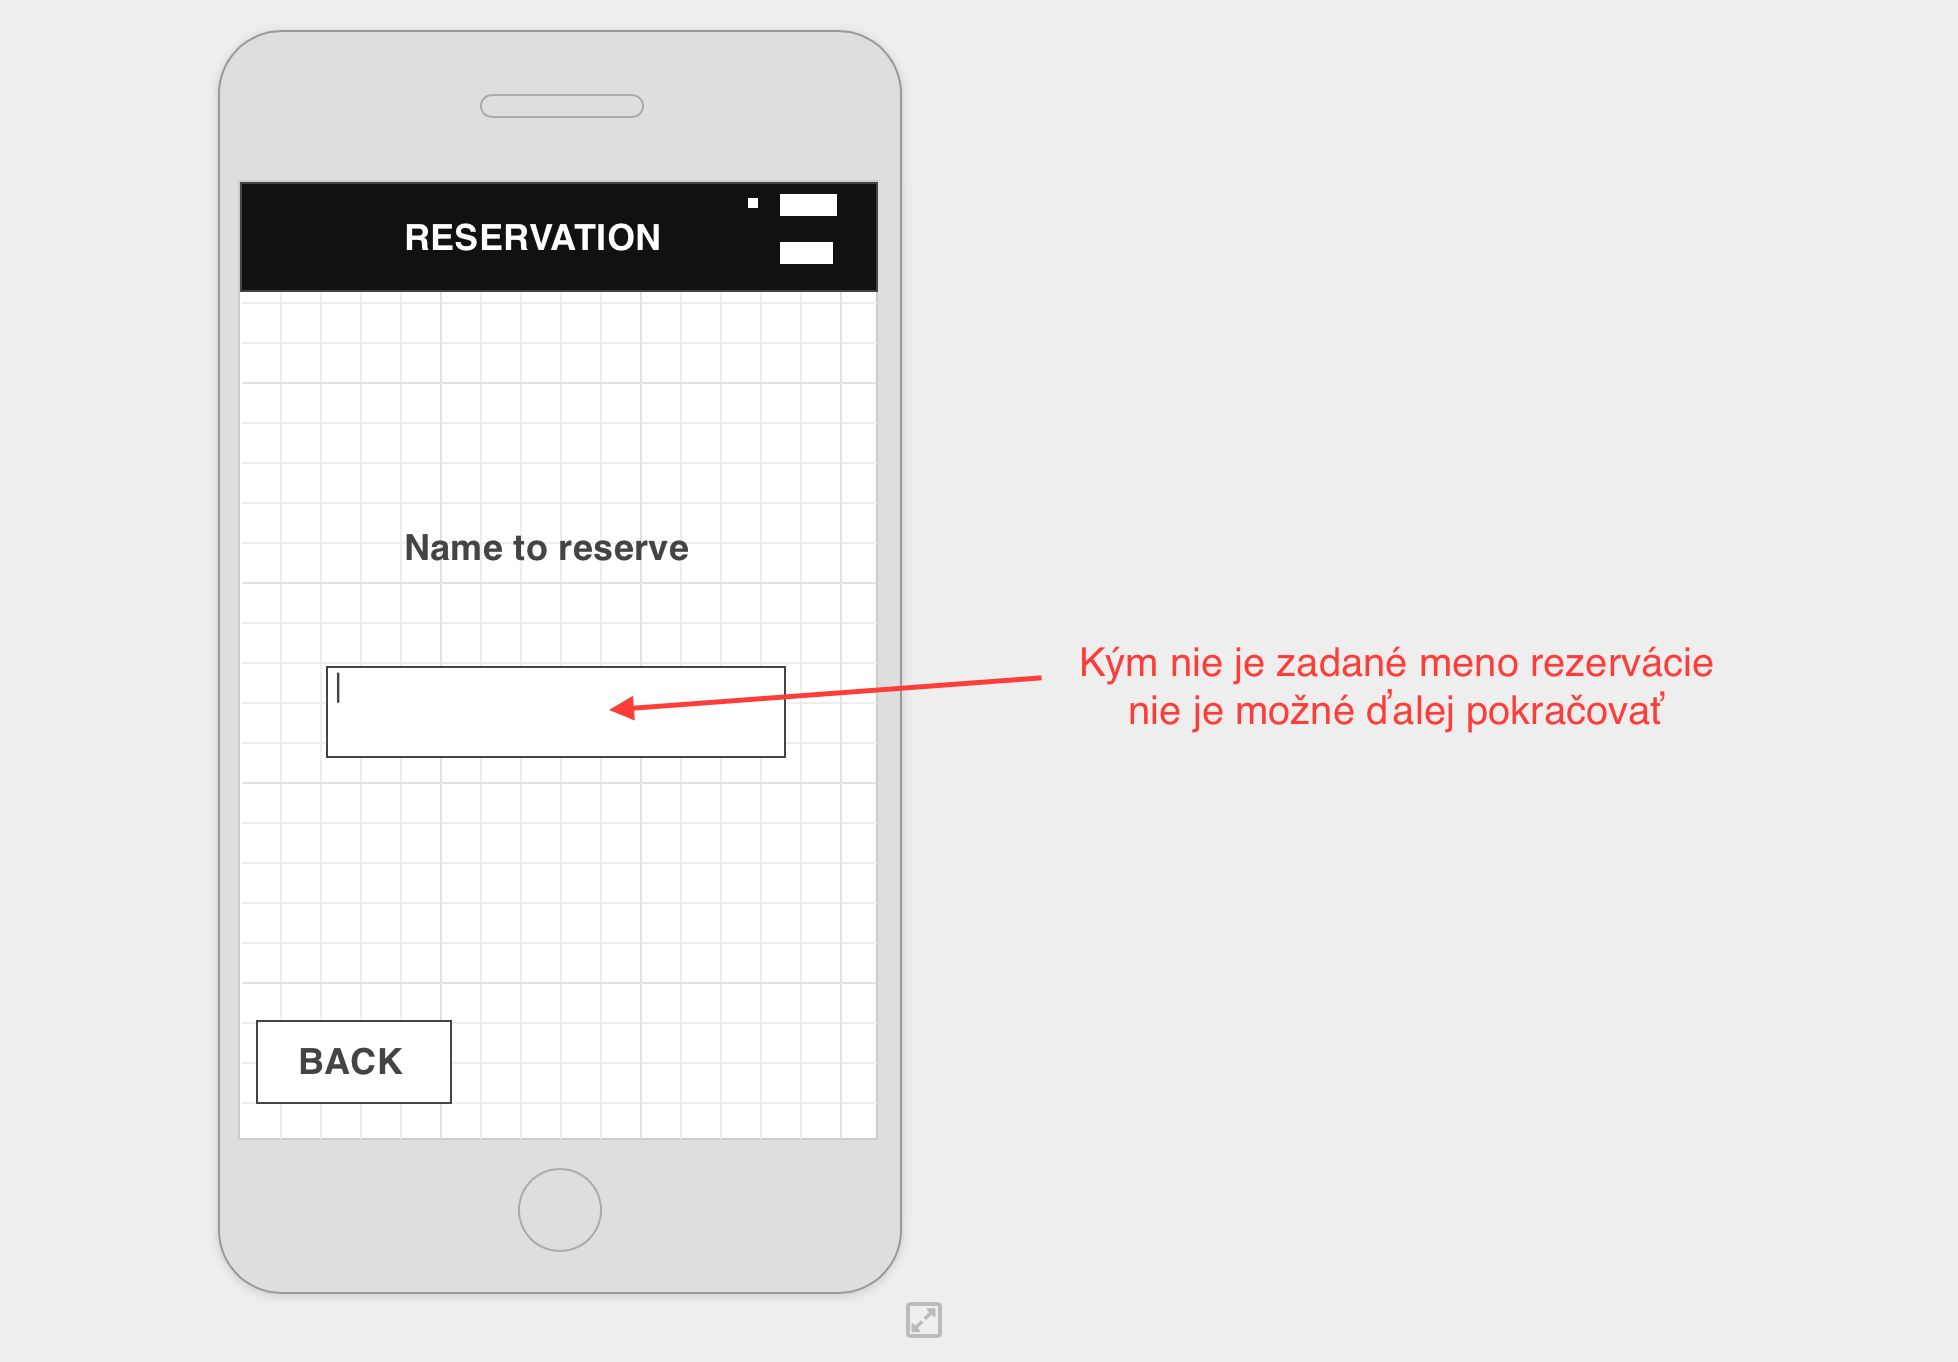 RESERVATION
Name to reserve
Kým nie je zadané meno rezervácie
nie je možné ďalej pokračovať
BACK